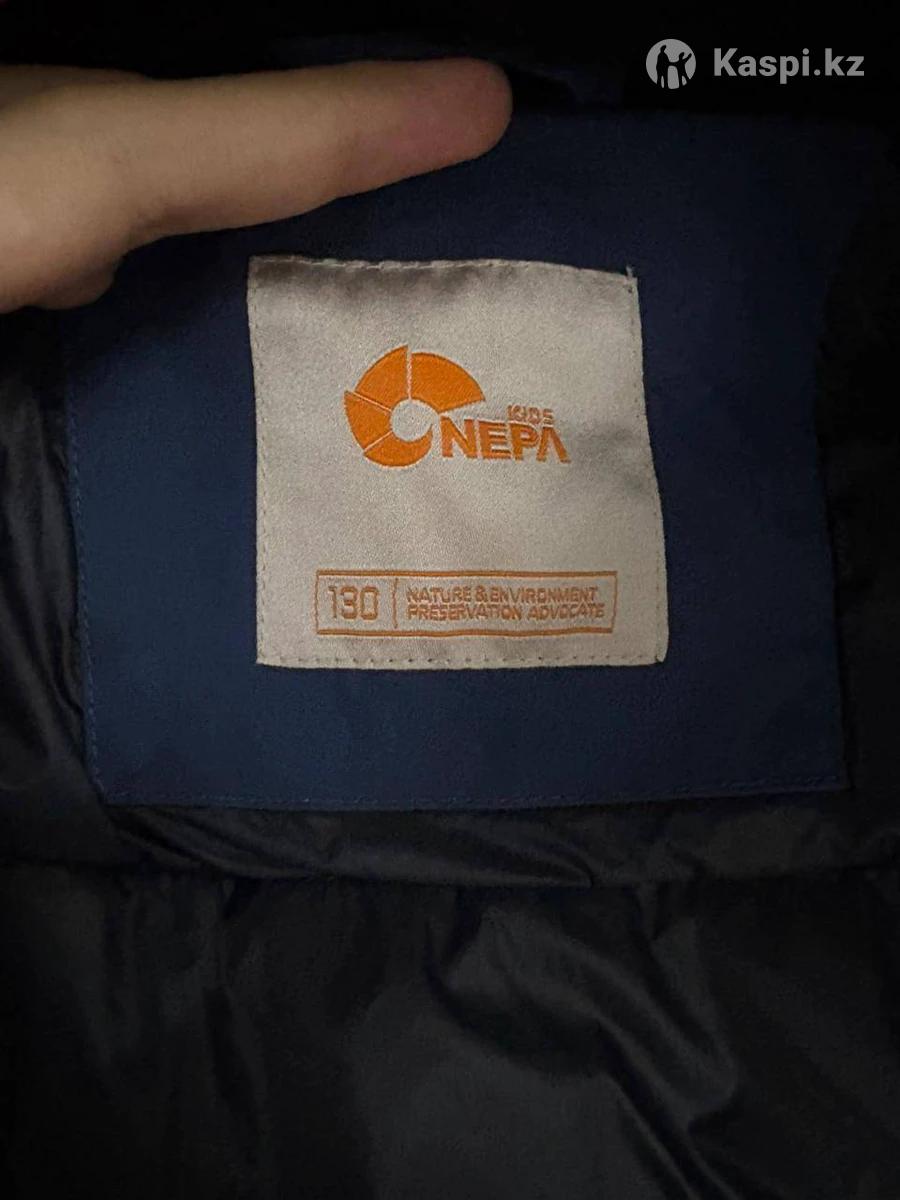 Kaspi.kz
KIDS
NEPA
130
NATURE & ENVIRONMENT
PRESERVATION ADVOCATE